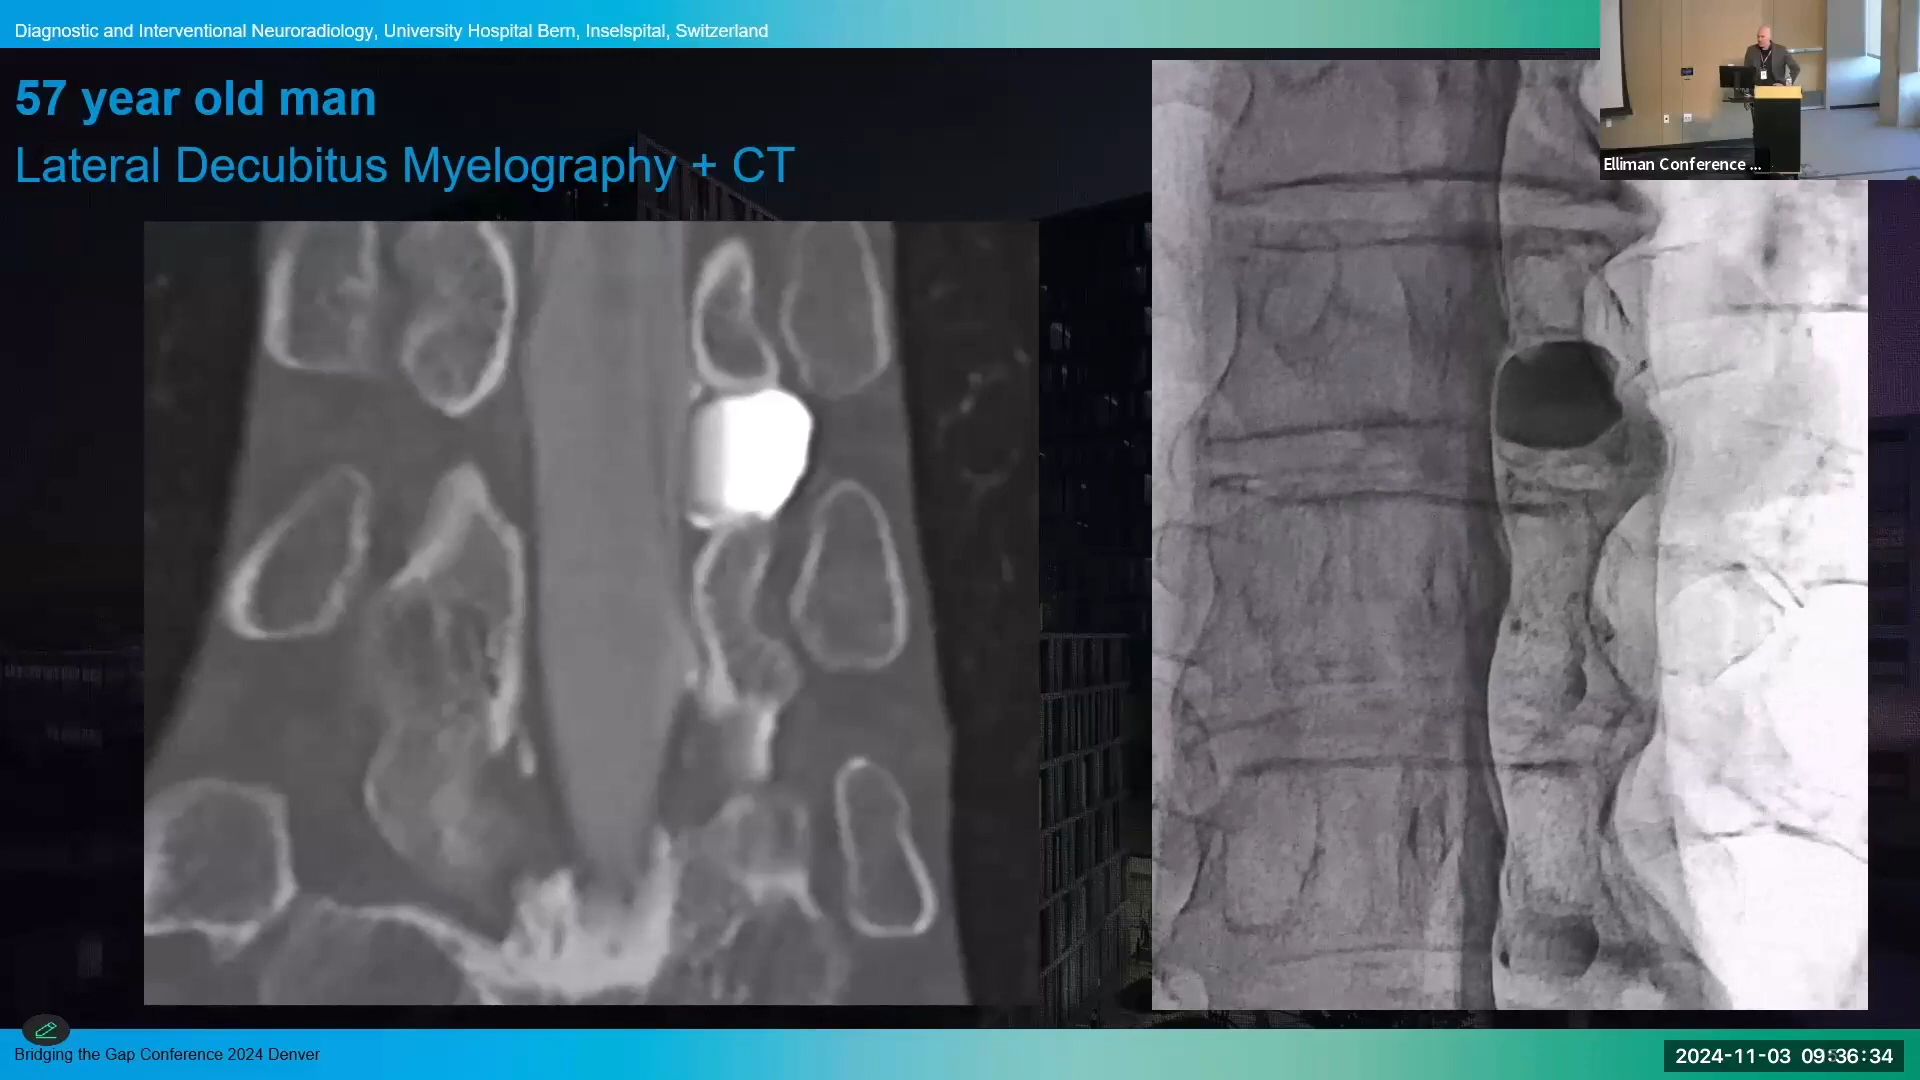 Diagnostic and Interventional Neuroradiology, University Hospital Bern, Inselspital, Switzerland
57 year old man
Lateral Decubitus Myelography + CT
Elliman Conference ...
Bridging the Gap Conference 2024 Denver
2024-11-03 09:36:34